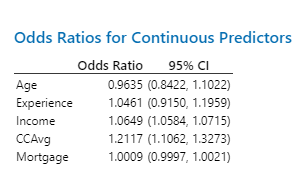 Odds Ratios for Continuous Predictors
Odds Ratio 95% CI
Age 0.9635 (0.8422, 1.1022)
Experience 1.0461 (0.9150, 1.1959)
Income 1.0649 (1.0584, 1.0715)
CCAvg 1.2117 (1.1062, 1.3273)
Mortgage 1.0009 (0.9997, 1.0021)